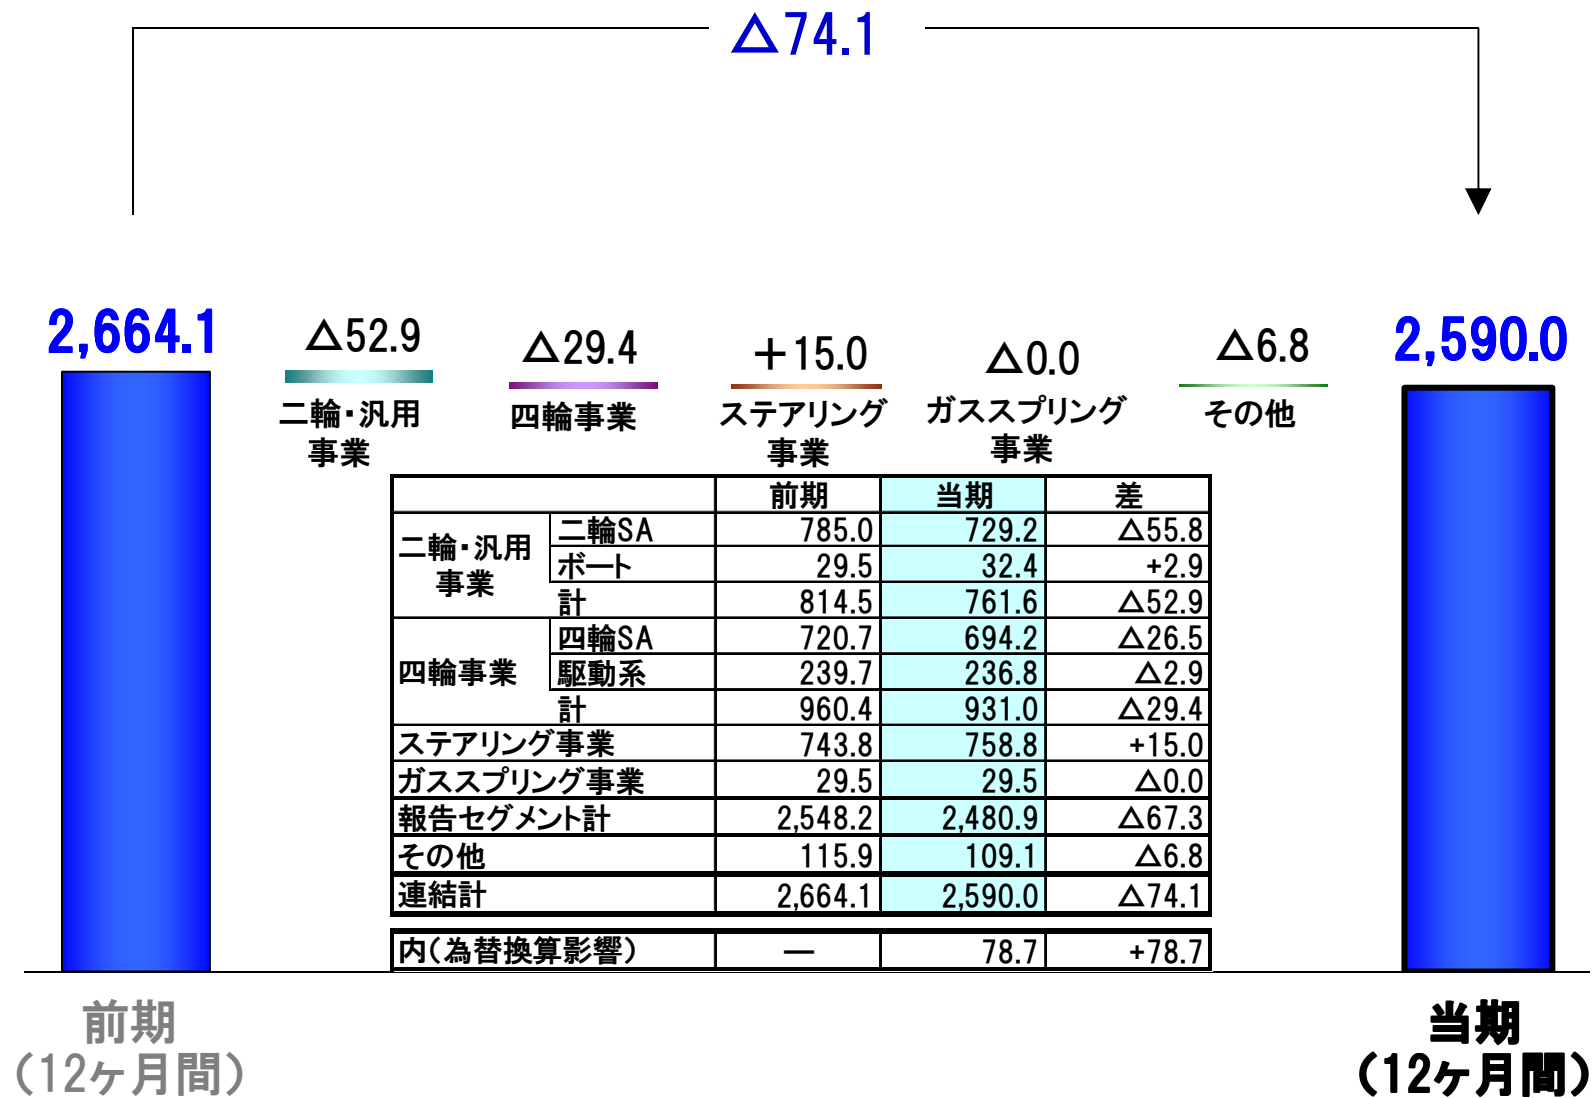 △74.1
2,664.1
△52.9
△29.4
+15.0
△0.0
△6.8
2,590.0
二輪・汎用
事業
四輪事業
ステアリング
事業
ガススプリング
事業
その他
前期 当期 差
二輪・汎用
事業
二輪SA 785.0 729.2 △55.8
ボート 29.5 32.4 +2.9
計 814.5 761.6 △52.9
四輪事業
四輪SA 720.7 694.2 △26.5
駆動系 239.7 236.8 △2.9
計 960.4 931.0 △29.4
ステアリング事業 743.8 758.8 +15.0
ガススプリング事業 29.5 29.5 △0.0
報告セグメント計 2,548.2 2,480.9 △67.3
その他 115.9 109.1 △6.8
連結計 2,664.1 2,590.0 △74.1
内(為替換算影響) ― 78.7 +78.7
前期
(12ヶ月間)
当期
(12ヶ月間)